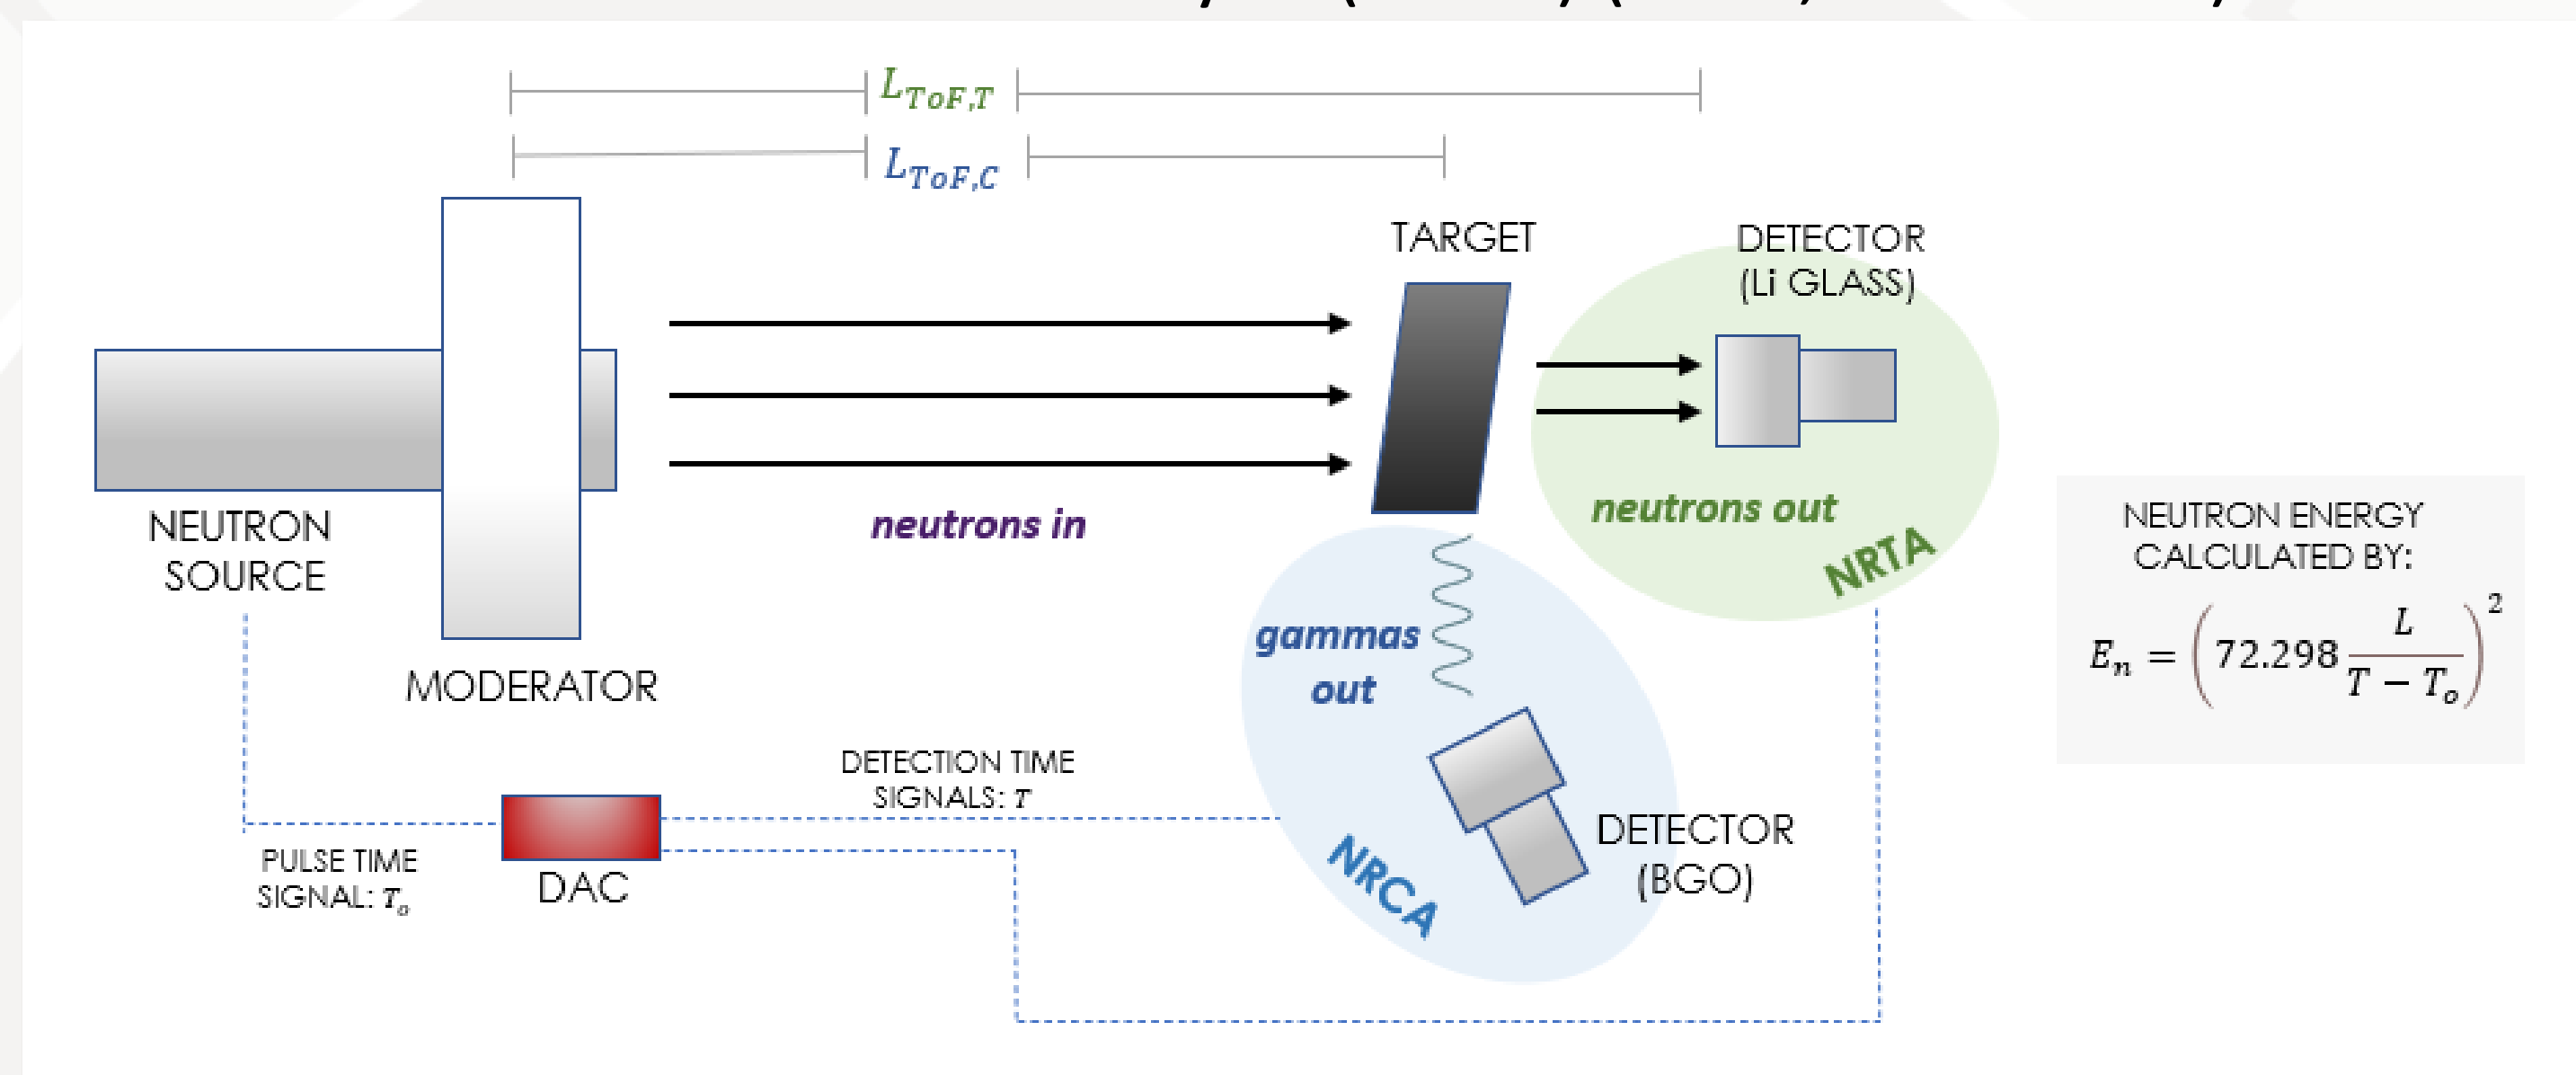 L_{ToF,T}
L_{ToF,C}
TARGET
DETECTOR
(Li GLASS)
neutrons in
neutrons out
NRTA
NEUTRON
SOURCE
MODERATOR
gammas
out
NEUTRON ENERGY
CALCULATED BY:
E_n = (72.298 L / (T − T_o))^2
DETECTION TIME
SIGNALS: T
PULSE TIME
SIGNAL: T_o
DAC
NRCA
DETECTOR
(BGO)